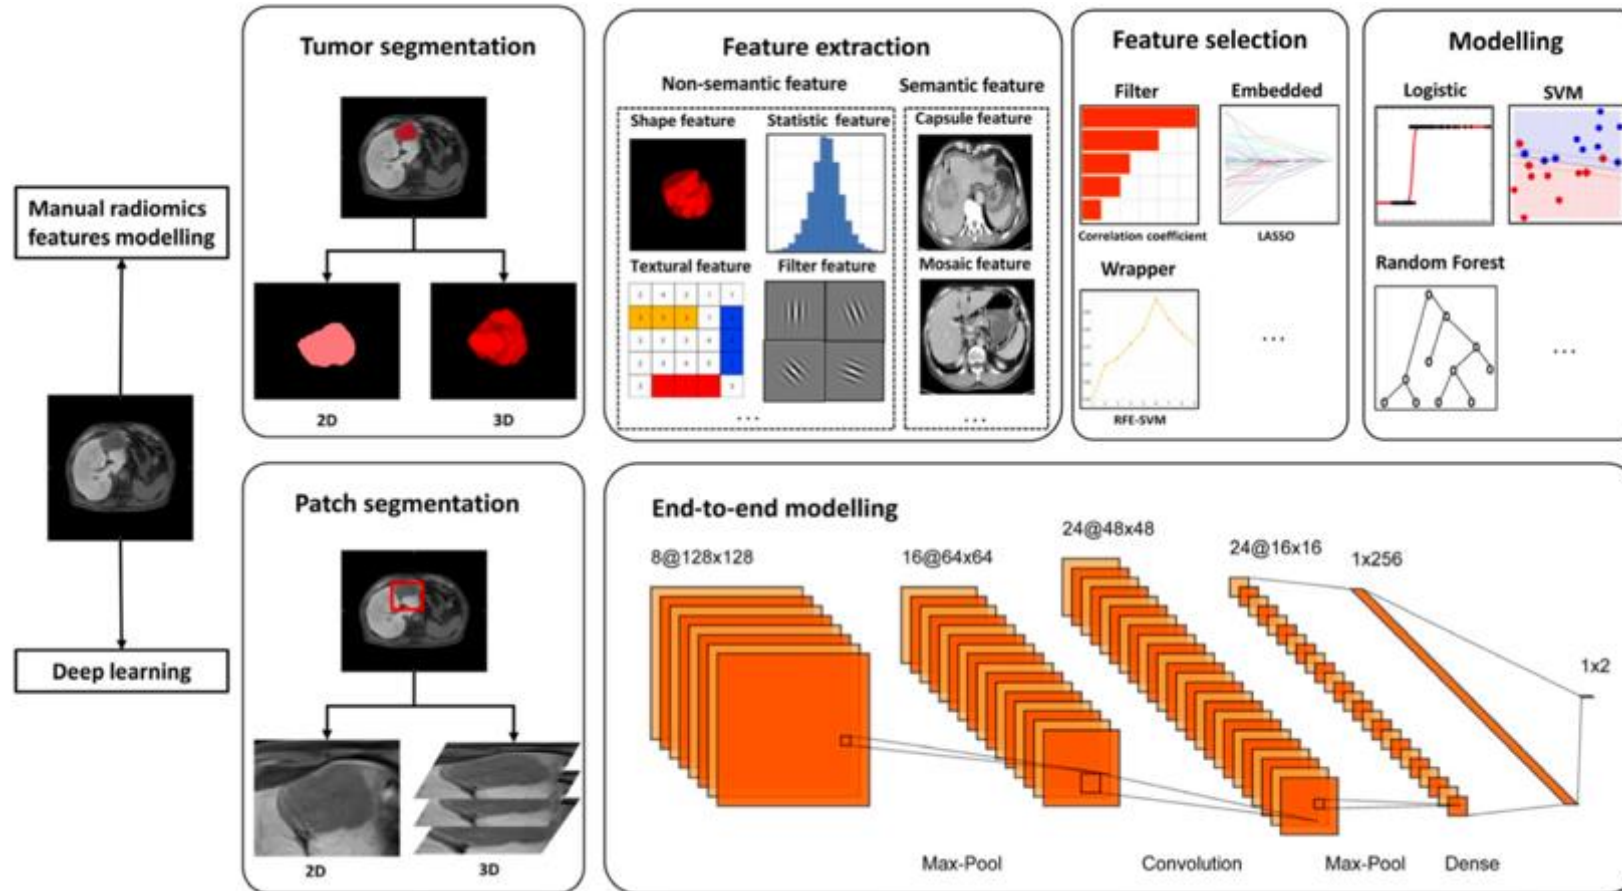 Manual radiomics
features modelling
Deep learning
Tumor segmentation
2D
3D
Feature extraction
Non-semantic feature
Semantic feature
Shape feature
Statistic feature
Capsule feature
Textural feature
Filter feature
Mosaic feature
...
...
Feature selection
Filter
Embedded
Correlation coefficient
LASSO
Wrapper
...
RFE-SVM
Modelling
Logistic
SVM
Random Forest
...
Patch segmentation
2D
3D
End-to-end modelling
8@128x128
16@64x64
24@48x48
24@16x16
1x256
1x2
Max-Pool
Convolution
Max-Pool
Dense